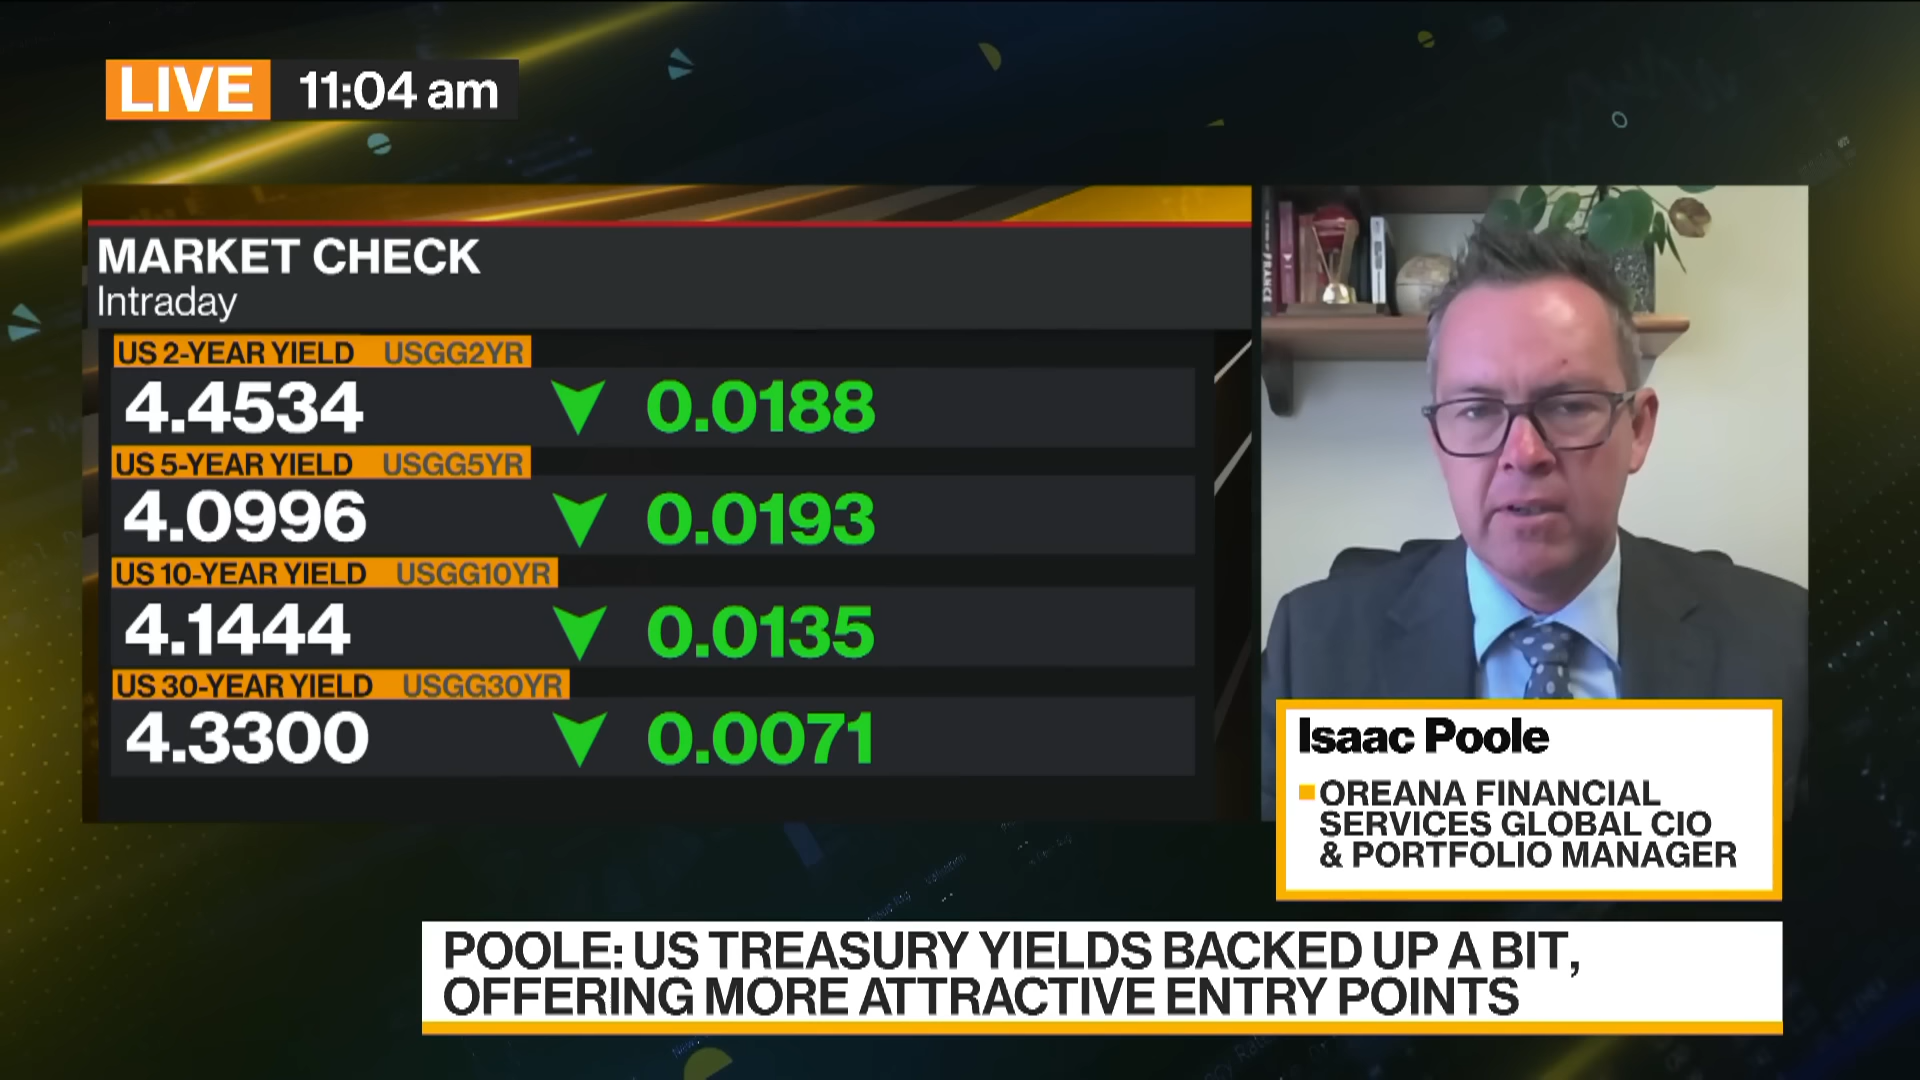 LIVE 11:04 am
MARKET CHECK
Intraday
US 2-YEAR YIELD USGG2YR
4.4534 0.0188
US 5-YEAR YIELD USGG5YR
4.0996 0.0193
US 10-YEAR YIELD USGG10YR
4.1444 0.0135
US 30-YEAR YIELD USGG30YR
4.3300 0.0071
FRANCE
Isaac Poole
OREANA FINANCIAL
SERVICES GLOBAL CIO
& PORTFOLIO MANAGER
POOLE: US TREASURY YIELDS BACKED UP A BIT,
OFFERING MORE ATTRACTIVE ENTRY POINTS